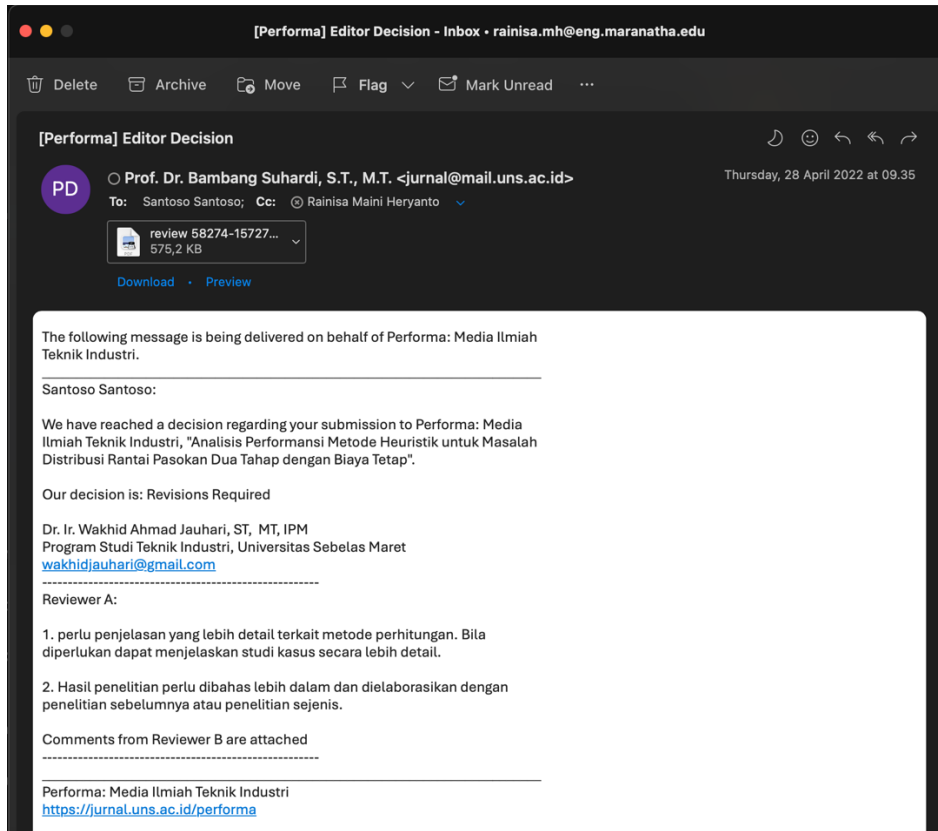 [Performa] Editor Decision - Inbox • rainisa.mh@eng.maranatha.edu
Delete Archive Move Flag Mark Unread ...
[Performa] Editor Decision
PD
Prof. Dr. Bambang Suhardi, S.T., M.T. <jurnal@mail.uns.ac.id>
Thursday, 28 April 2022 at 09.35
To: Santoso Santoso; Cc: Rainisa Maini Heryanto
review 58274-15727...
575,2 KB
Download • Preview
The following message is being delivered on behalf of Performa: Media Ilmiah
Teknik Industri.
Santoso Santoso:
We have reached a decision regarding your submission to Performa: Media
Ilmiah Teknik Industri, "Analisis Performansi Metode Heuristik untuk Masalah
Distribusi Rantai Pasokan Dua Tahap dengan Biaya Tetap".
Our decision is: Revisions Required
Dr. Ir. Wakhid Ahmad Jauhari, ST, MT, IPM
Program Studi Teknik Industri, Universitas Sebelas Maret
wakhidjauhari@gmail.com
------------------------------------------------------
Reviewer A:
1. perlu penjelasan yang lebih detail terkait metode perhitungan. Bila
diperlukan dapat menjelaskan studi kasus secara lebih detail.
2. Hasil penelitian perlu dibahas lebih dalam dan dielaborasikan dengan
penelitian sebelumnya atau penelitian sejenis.
Comments from Reviewer B are attached
------------------------------------------------------
Performa: Media Ilmiah Teknik Industri
https://jurnal.uns.ac.id/performa